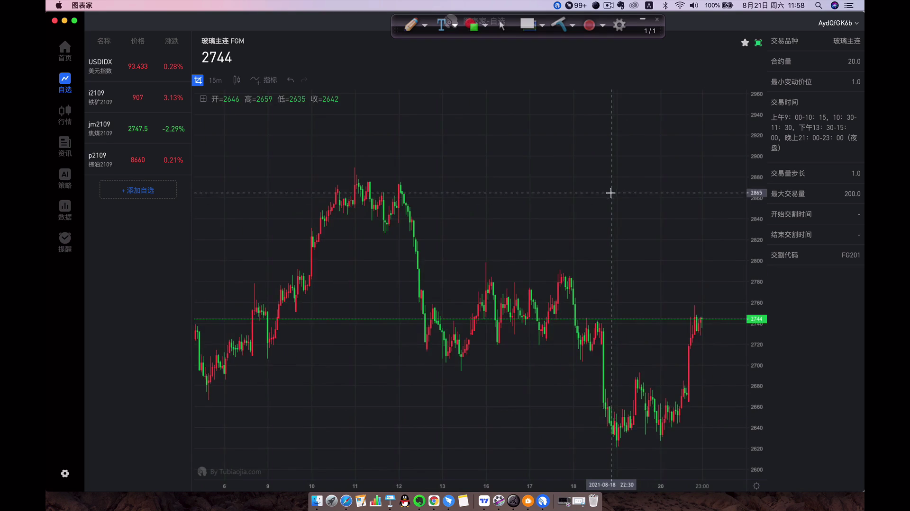 图表家
99+
100%
8月21日 周六 11:58
1/1
AydQ/GK6b
首页
自选
行情
资讯
AI
策略
数据
提醒
名称 价格 涨跌
USDIDX 93.433 0.28%
美元指数
i2109 907 3.13%
铁矿2109
jm2109 2747.5 -2.29%
焦煤2109
p2109 8660 0.21%
棕油2109
+添加自选
玻璃主连 FGM
2744
15m 指标
开=2646 高=2659 低=2635 收=2642
2960
2940
2920
2900
2880
2865
2860
2840
2820
2800
2780
2760
2744
2740
2720
2700
2680
2660
2640
2620
2600
By Tubiaojia.com
6 9 10 11 12 13 16 17 18 2021-08-18 22:30 20 23:00
交易品种 玻璃主连
合约量 20.0
最小变动价位 1.0
交易时间
上午9：00-10：15，10：30-
11：30，下午13：30-15：
00，晚上21：00-23：00（夜
盘）
交易量步长 1.0
最大交易量 200.0
开始交割时间 -
结束交割时间 -
交割代码 FG201